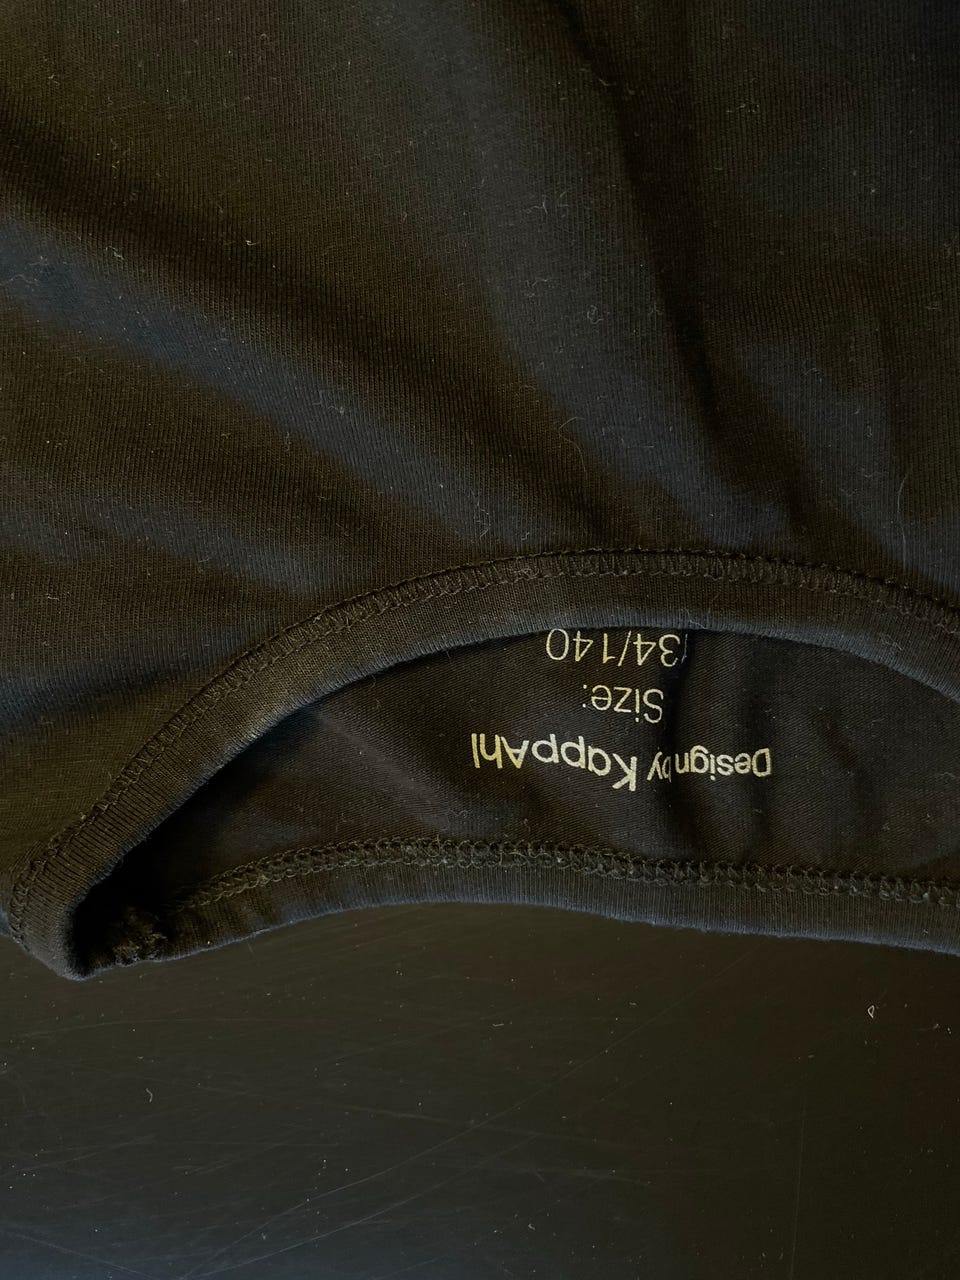 Design by KappAhl
Size:
134/140